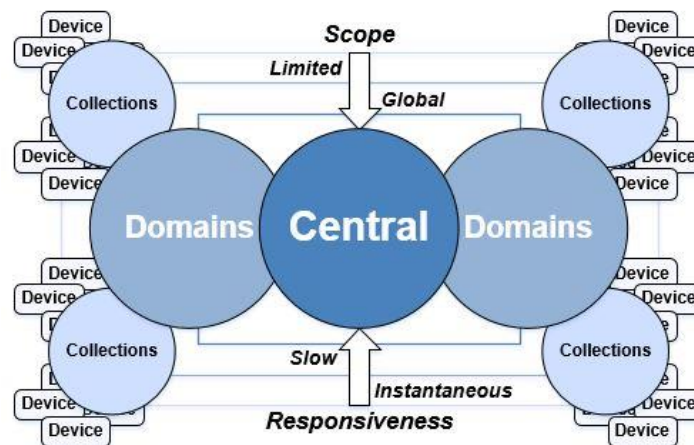 Device
Device
Scope
Device
Device
Limited
Collections
Global
Collections
Device
Device
Device
Device
Domains
Central
Domains
Device
Device
Device
Device
Slow
Collections
Collections
Instantaneous
Device
Device
Responsiveness
Device
Device